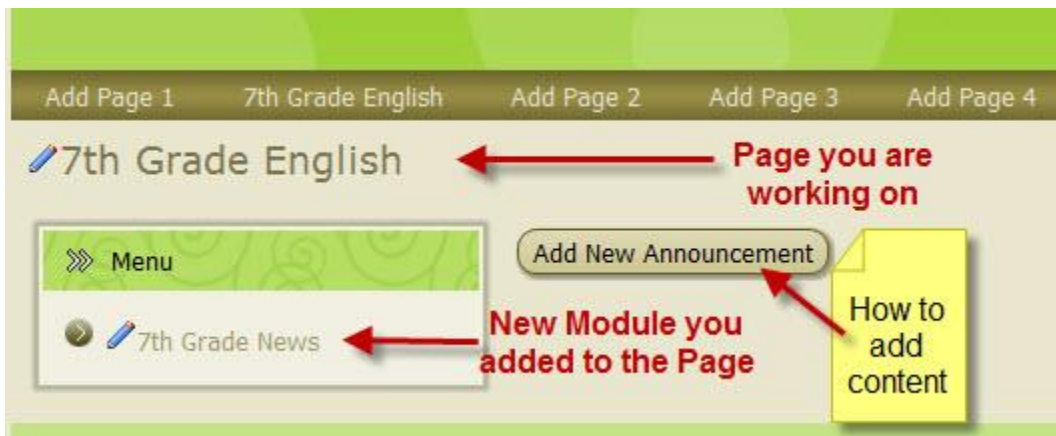 Add Page 1 7th Grade English Add Page 2 Add Page 3 Add Page 4
7th Grade English
Page you are
working on
Menu
Add New Announcement
7th Grade News
New Module you
added to the Page
How to
add
content